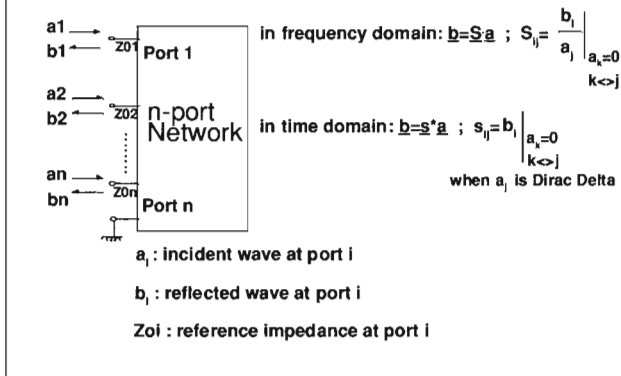 a1
b1
Z01
Port 1
a2
b2
Z02
n-port
Network
an
bn
Z0n
Port n
in frequency domain: b=S·a ; Sij= bi/aj | ak=0 k<>j
in time domain: b=s*a ; sij=bi | ak=0 k<>j
when aj is Dirac Delta
ai : incident wave at port i
bi : reflected wave at port i
Zoi : reference impedance at port i